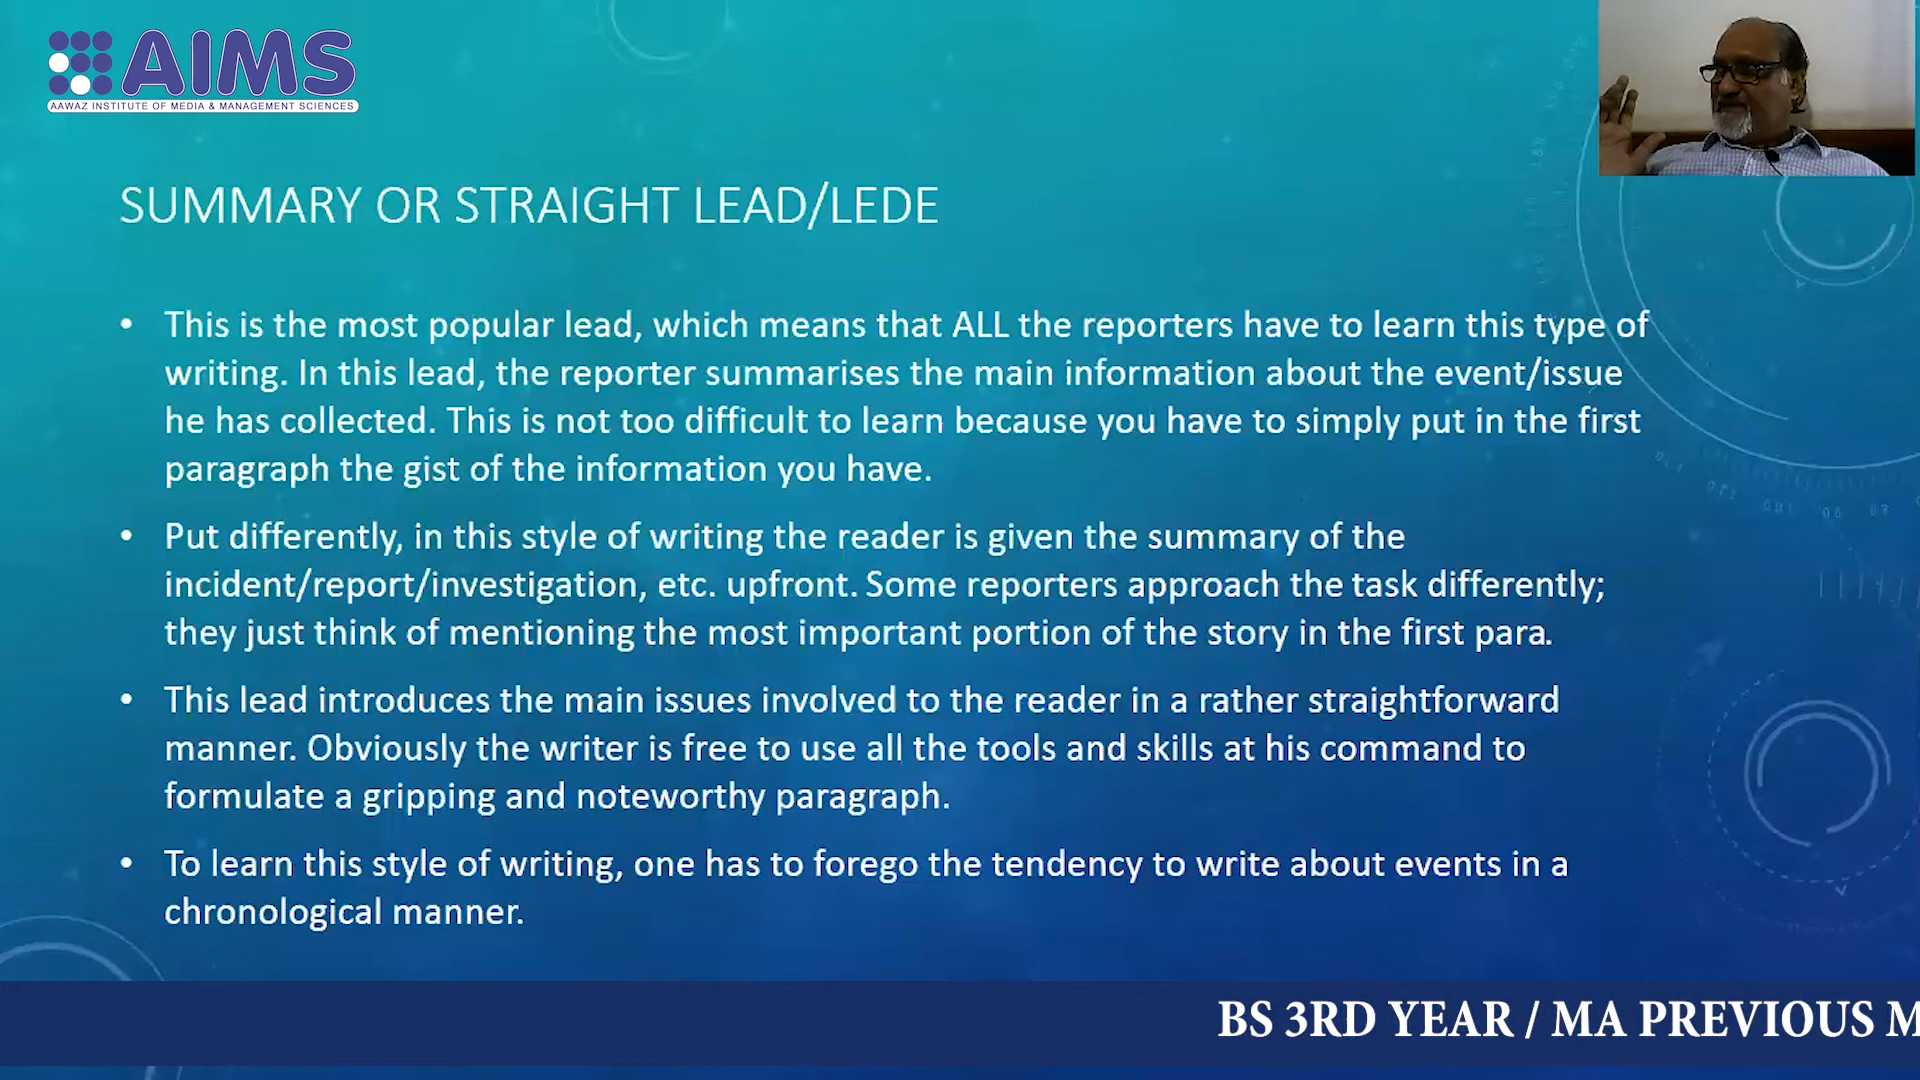 AIMS
AAWAZ INSTITUTE OF MEDIA & MANAGEMENT SCIENCES
SUMMARY OR STRAIGHT LEAD/LEDE
• This is the most popular lead, which means that ALL the reporters have to learn this type of
writing. In this lead, the reporter summarises the main information about the event/issue
he has collected. This is not too difficult to learn because you have to simply put in the first
paragraph the gist of the information you have.
• Put differently, in this style of writing the reader is given the summary of the
incident/report/investigation, etc. upfront. Some reporters approach the task differently;
they just think of mentioning the most important portion of the story in the first para.
• This lead introduces the main issues involved to the reader in a rather straightforward
manner. Obviously the writer is free to use all the tools and skills at his command to
formulate a gripping and noteworthy paragraph.
• To learn this style of writing, one has to forego the tendency to write about events in a
chronological manner.
BS 3RD YEAR / MA PREVIOUS M